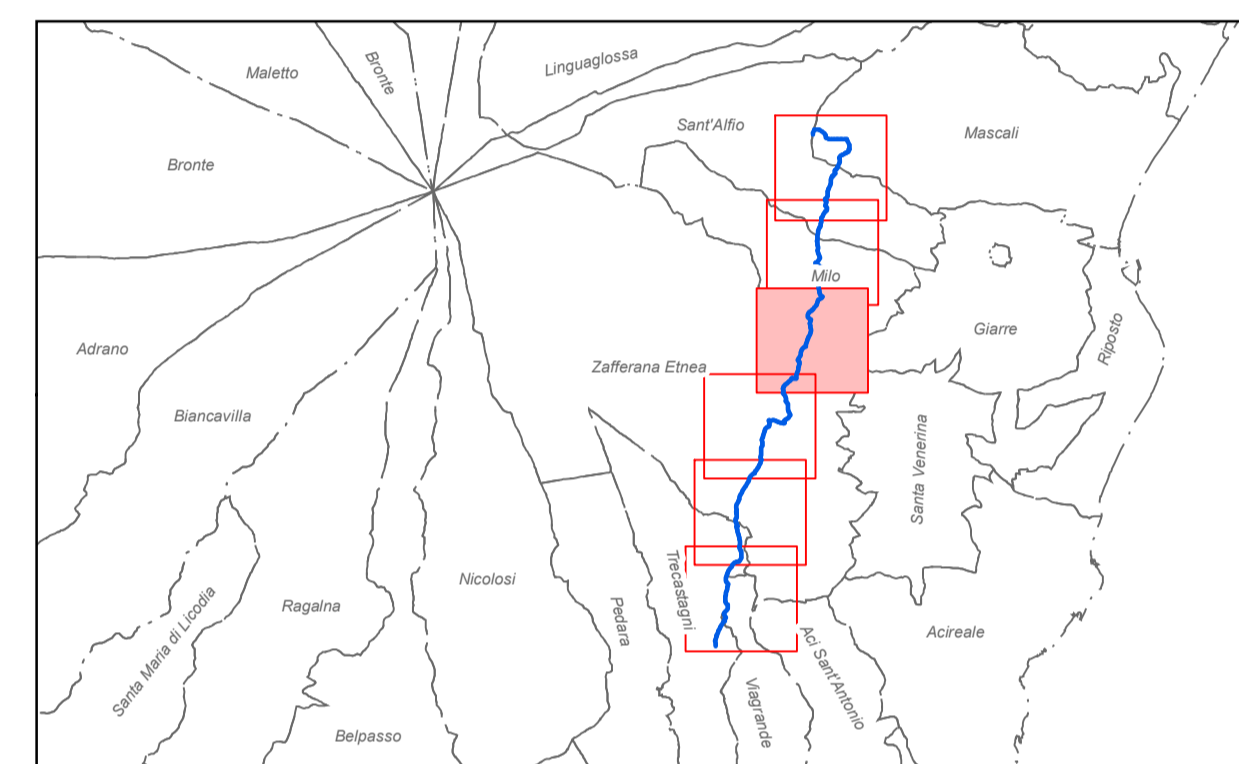 Linguaglossa
Maletto
Bronte
Sant'Alfio
Mascali
Bronte
Milo
Giarre
Riposto
Adrano
Zafferana Etnea
Biancavilla
Santa Venerina
Nicolosi
Trecastagni
Ragalna
Pedara
Santa Maria di Licodia
Acireale
Aci Sant'Antonio
Viagrande
Belpasso